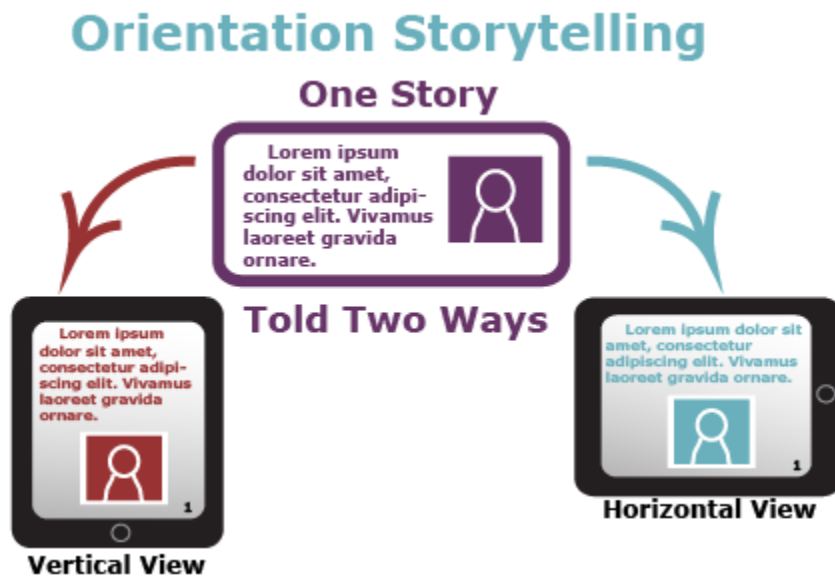 Orientation Storytelling
One Story
Lorem ipsum
dolor sit amet,
consectetur adipi-
scing elit. Vivamus
laoreet gravida
ornare.
Told Two Ways
Lorem ipsum
dolor sit amet,
consectetur adipi-
scing elit. Vivamus
laoreet gravida
ornare.
1
Vertical View
Lorem ipsum dolor sit
amet, consectetur
adipiscing elit. Vivamus
laoreet gravida ornare.
1
Horizontal View